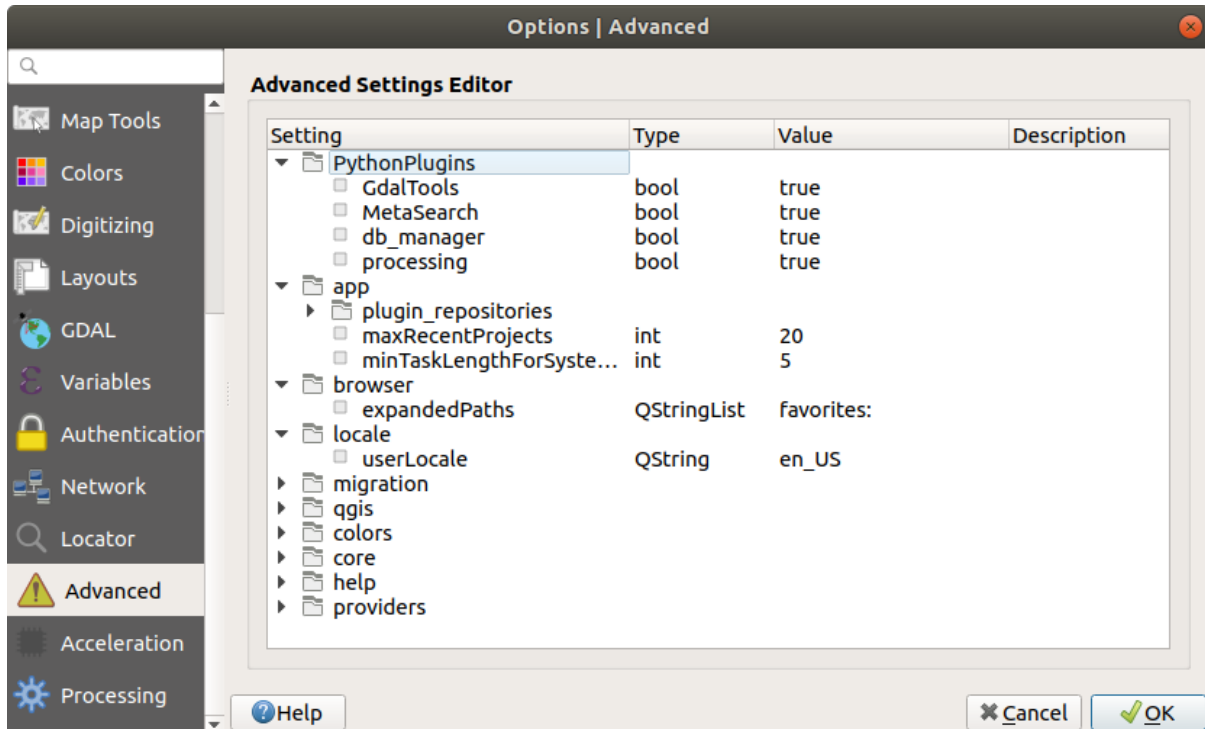 Options | Advanced
Map Tools
Colors
Digitizing
Layouts
GDAL
Variables
Authentication
Network
Locator
Advanced
Acceleration
Processing
Advanced Settings Editor
Setting Type Value Description
PythonPlugins
GdalTools bool true
MetaSearch bool true
db_manager bool true
processing bool true
app
plugin_repositories
maxRecentProjects int 20
minTaskLengthForSyste... int 5
browser
expandedPaths QStringList favorites:
locale
userLocale QString en_US
migration
qgis
colors
core
help
providers
Help Cancel OK